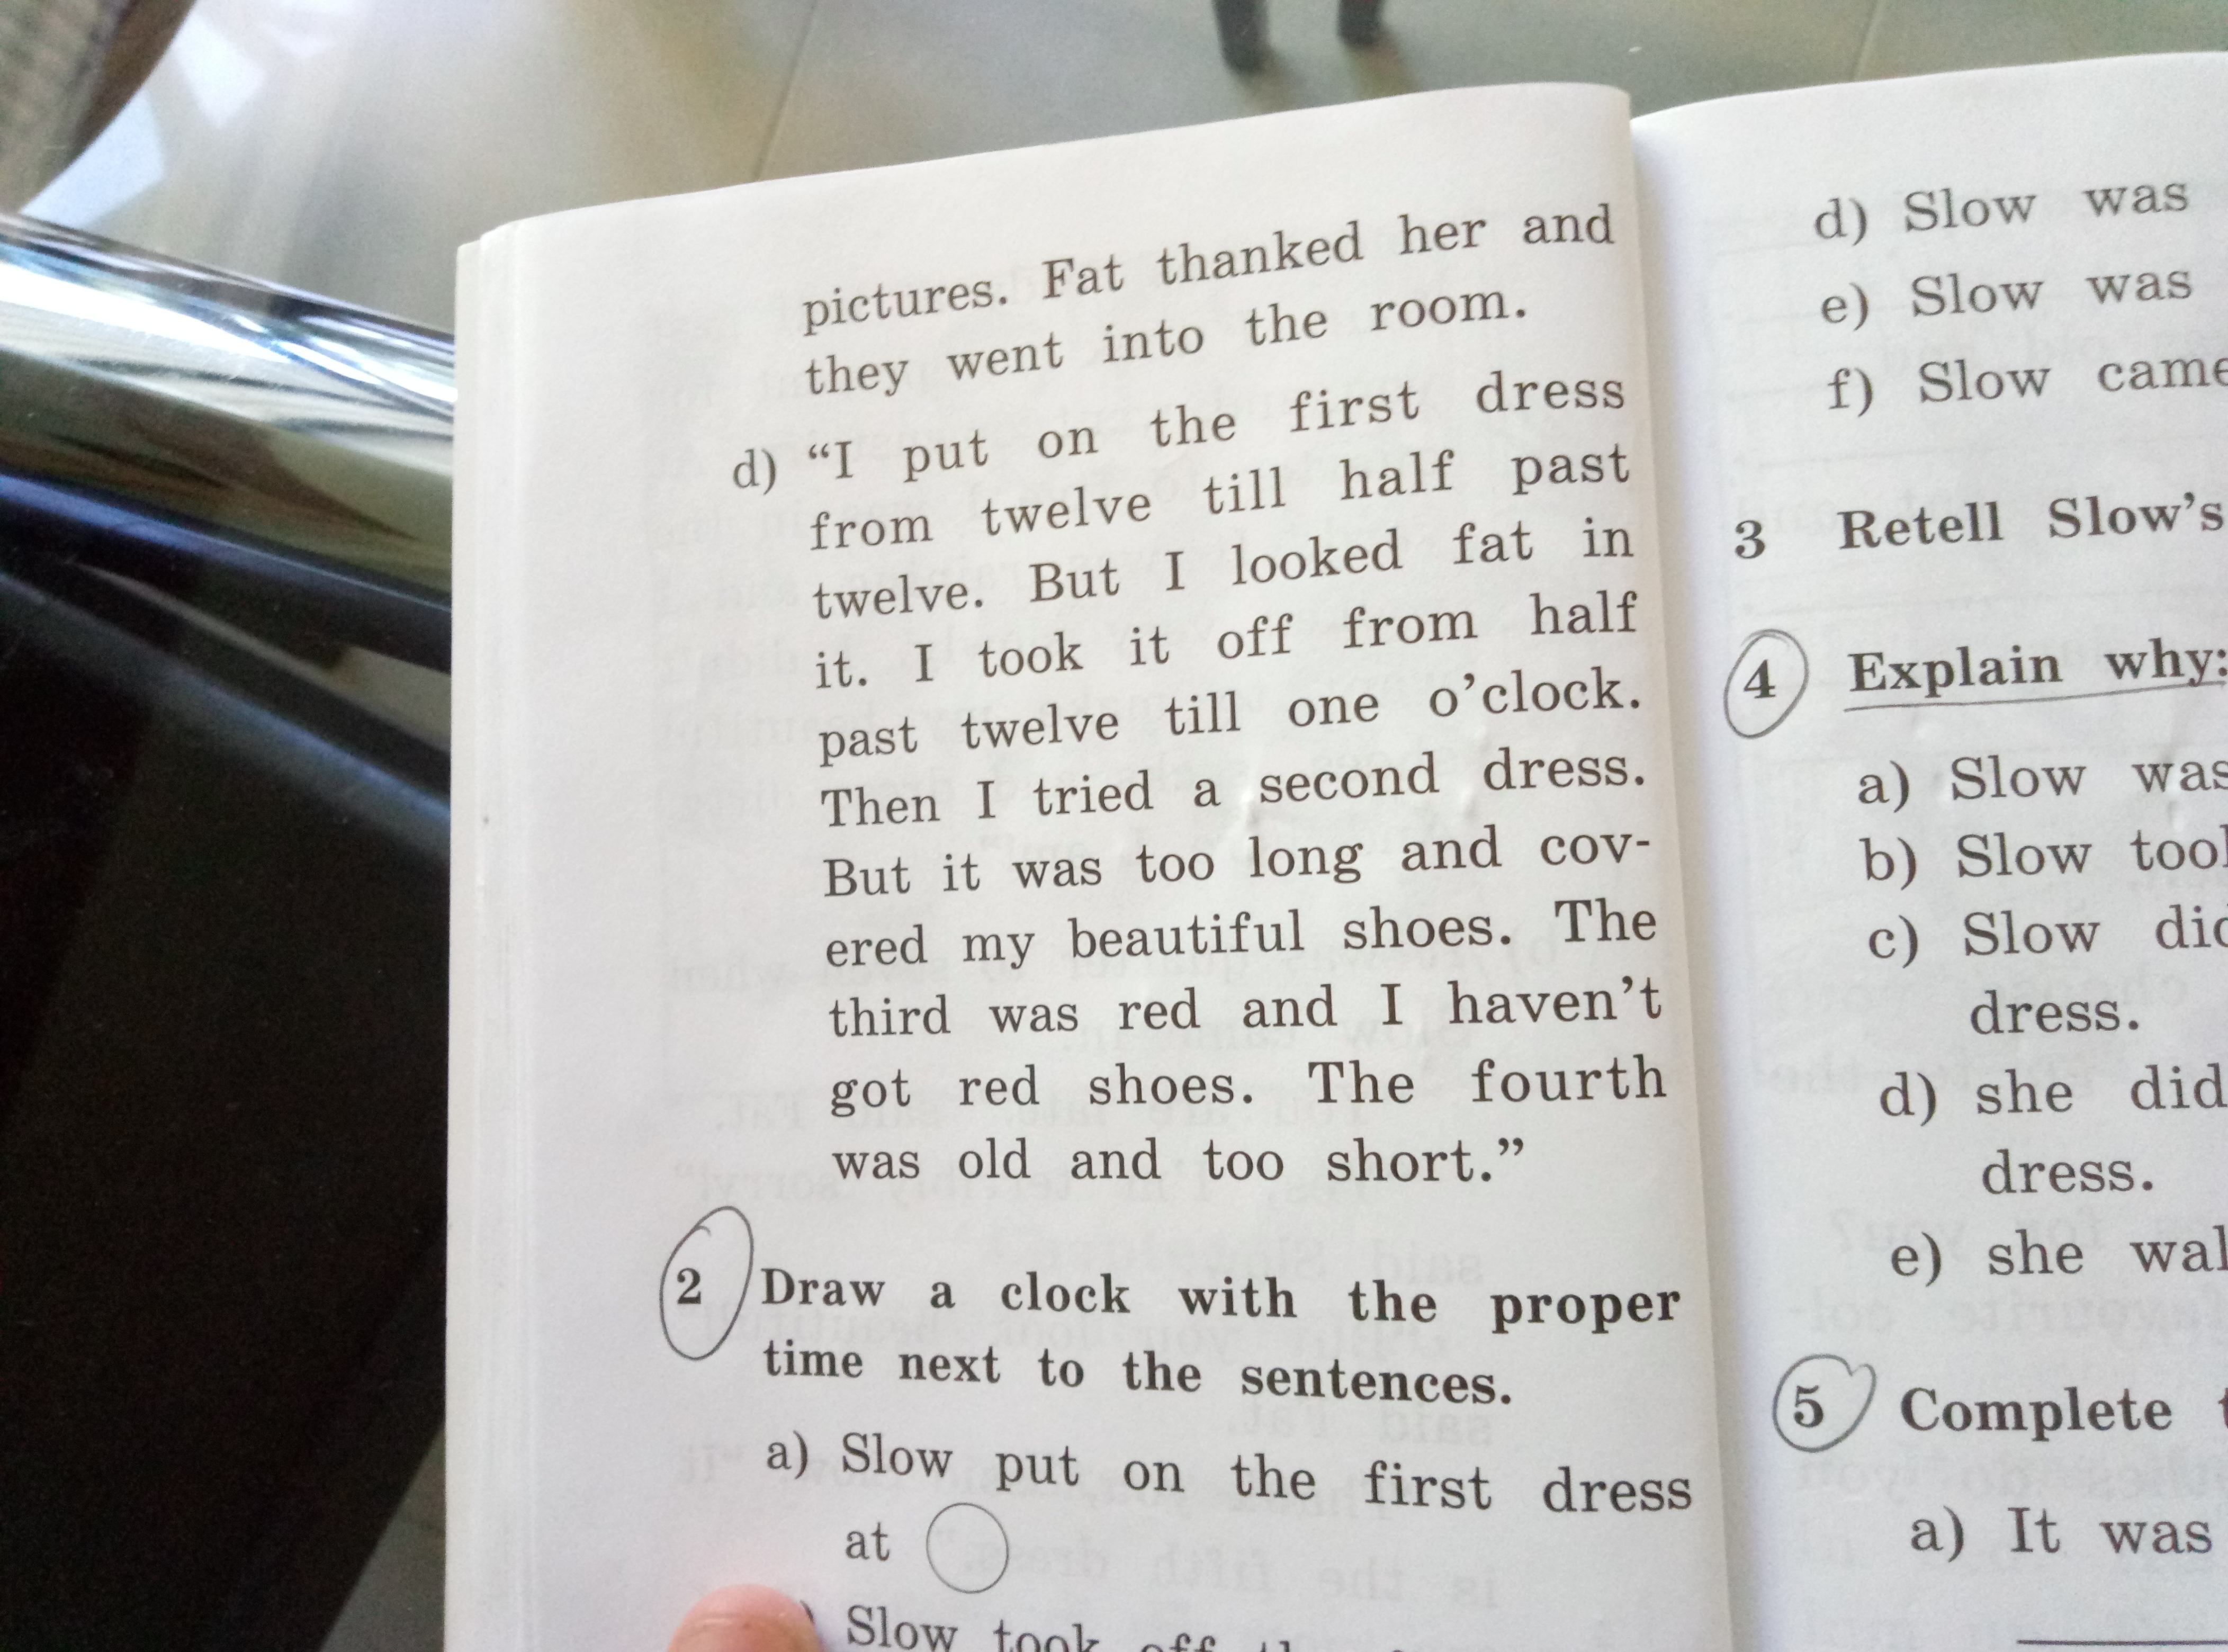 pictures. Fat thanked her and
they went into the room.
d) “I put on the first dress
from twelve till half past
twelve. But I looked fat in
it. I took it off from half
past twelve till one o’clock.
Then I tried a second dress.
But it was too long and cov-
ered my beautiful shoes. The
third was red and I haven’t
got red shoes. The fourth
was old and too short.”
2 Draw a clock with the proper
time next to the sentences.
a) Slow put on the first dress
at
Slow took off
d) Slow was
e) Slow was
f) Slow came
3 Retell Slow’s
4 Explain why:
a) Slow was
b) Slow
c) Slow
dress.
d) she did
dress.
e) she
5 Complete
a) It was